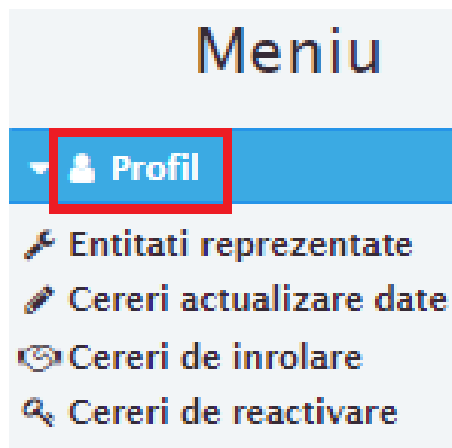 Meniu
Profil
Entitati reprezentate
Cereri actualizare date
Cereri de inrolare
Cereri de reactivare